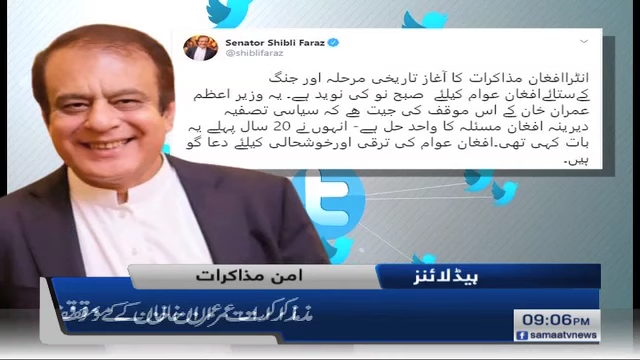 Senator Shibli Faraz
@shiblifaraz
انٹراافغان مذاکرات کا آغاز تاریخی مرحلہ اور جنگ
کےستائےافغان عوام کیلئے صبح نو کی نوید ہے۔ یہ وزیر اعظم
عمران خان کے اس موقف کی جیت ھے کہ سیاسی تصفیہ
دیرینہ افغان مسئلہ کا واحد حل ہے- انہوں نے 20 سال پہلے یہ
بات کہی تھی۔افغان عوام کی ترقی اورخوشحالی کیلئے دعا گو
ہیں۔
ہیڈلائنز
امن مذاکرات
09:06PM
samaatvnews